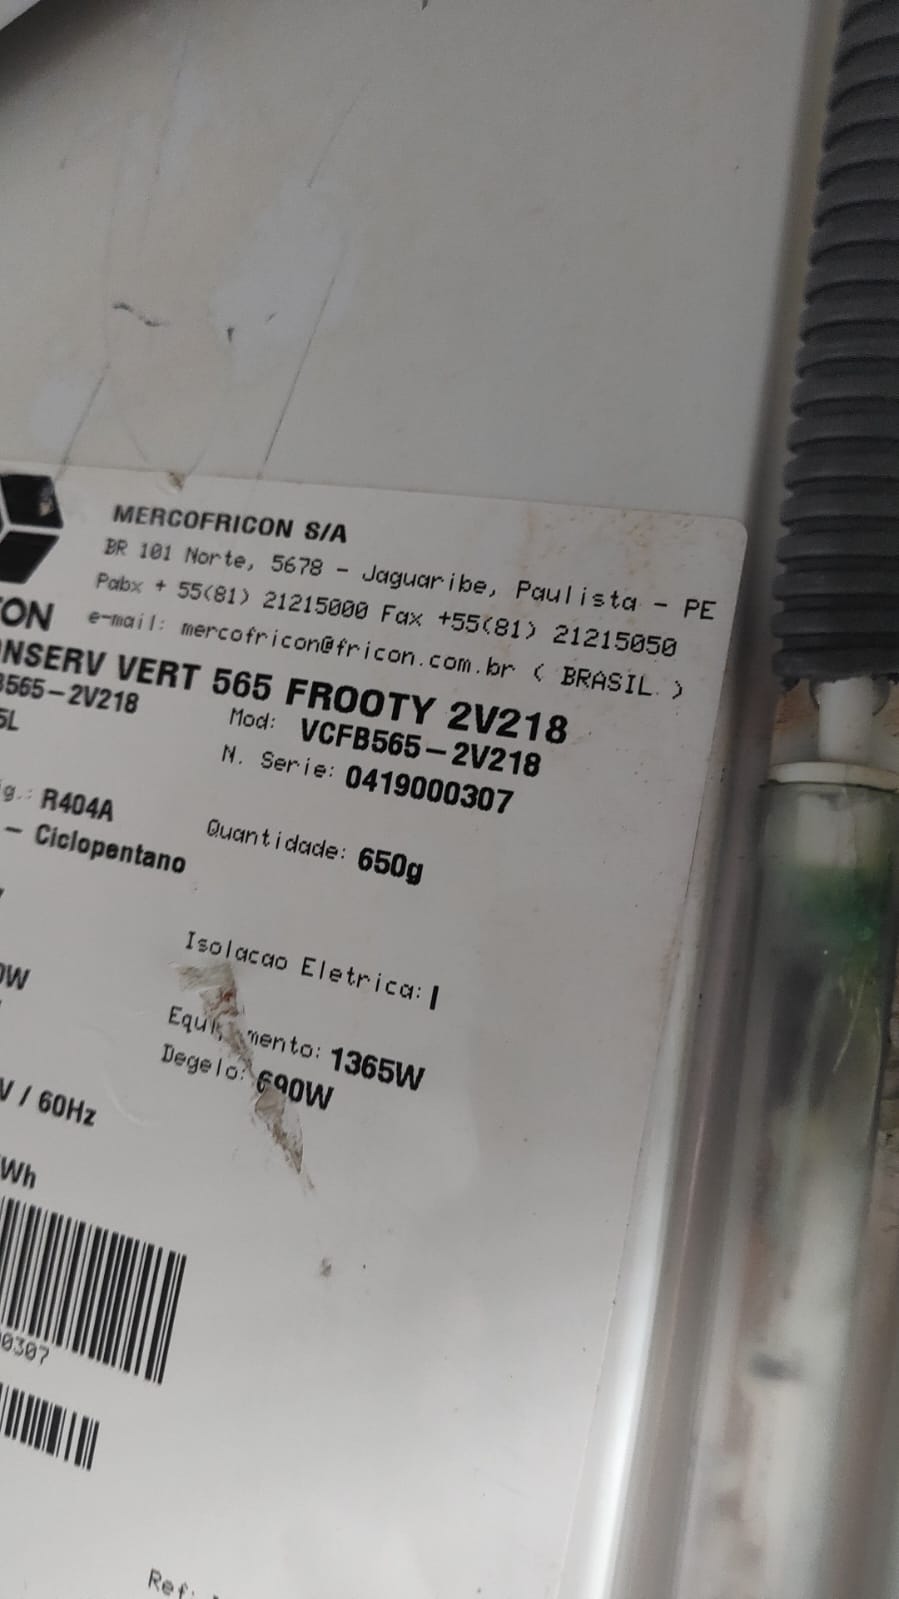 MERCOFRICON S/A
BR 101 Norte, 5678 - Jaguaribe, Paulista - PE
Pabx + 55(81) 21215000 Fax +55(81) 21215050
e-mail: mercofricon@fricon.com.br ( BRASIL )
ON
NSERV VERT 565 FROOTY 2V218
B565-2V218 Mod: VCFB565-2V218
5L N. Serie: 0419000307
g.: R404A Quantidade: 650g
- Ciclopentano
Isolacao Eletrica: I
W Equipamento: 1365W
Degelo: 690W
V / 60Hz
Wh
0307
Ref: